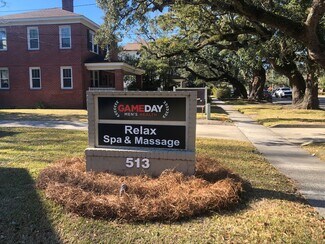 GAMEDAY
MEN'S HEALTH
Relax
Spa & Massage
513